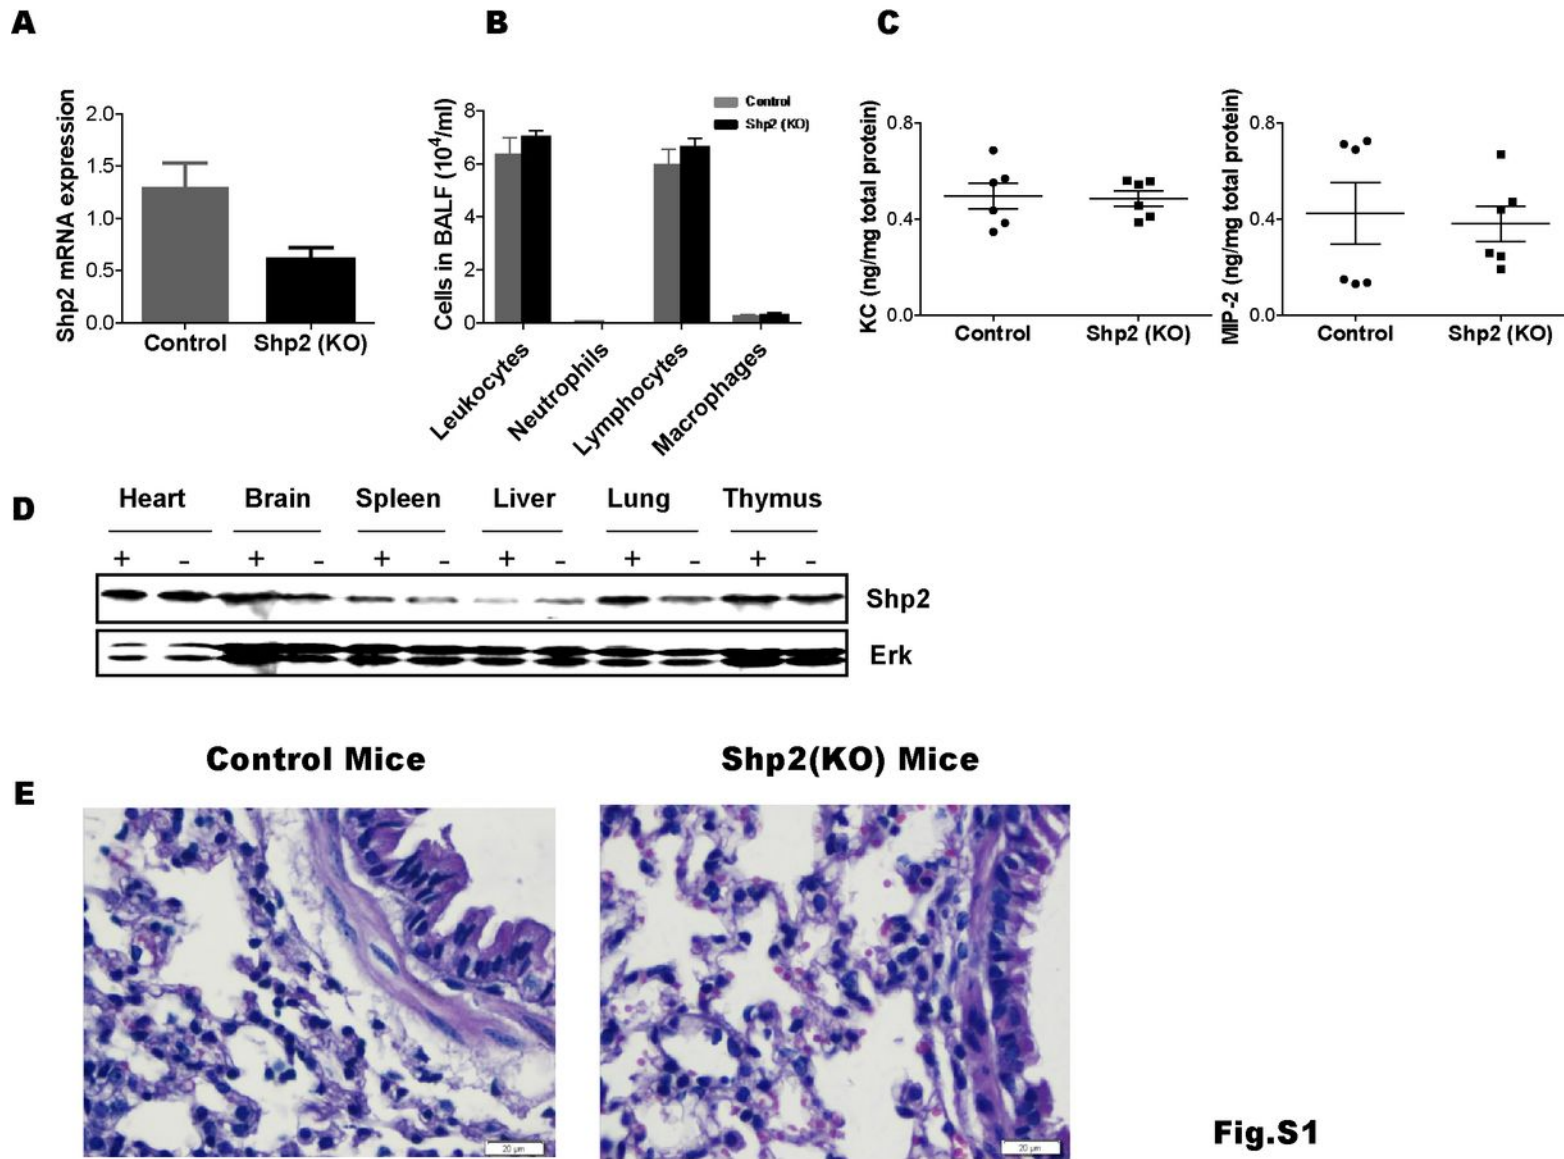 A
B
C
Shp2 mRNA expression
2.0
1.5
1.0
0.5
0.0
Control
Shp2 (KO)
Cells in BALF (10⁴/ml)
8
6
4
2
0
Control
Shp2 (KO)
Leukocytes
Neutrophils
Lymphocytes
Macrophages
KC (ng/mg total protein)
0.8
0.4
0.0
Control
Shp2 (KO)
MIP-2 (ng/mg total protein)
0.8
0.4
0.0
Control
Shp2 (KO)
D
Heart Brain Spleen Liver Lung Thymus
+ - + - + - + - + - + -
Shp2
Erk
Control Mice
Shp2(KO) Mice
E
20 µm
20 µm
Fig.S1